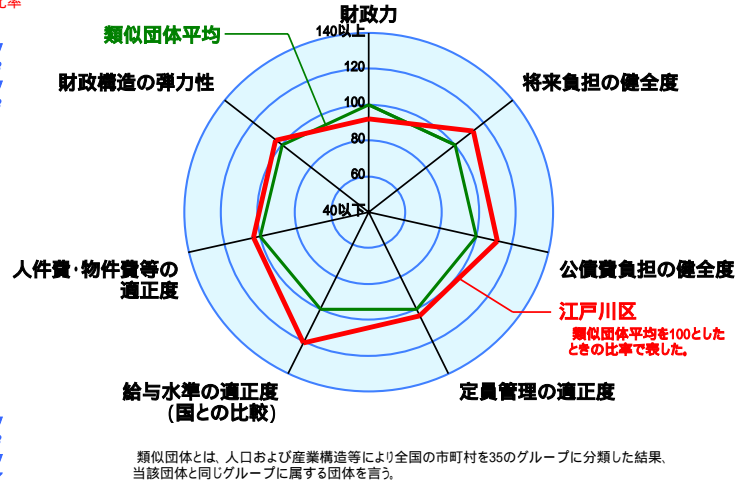 比率
財政力
140以上
類似団体平均
120
財政構造の弾力性
将来負担の健全度
100
80
60
40以下
人件費・物件費等の
適正度
公債費負担の健全度
江戸川区
類似団体平均を100とした
ときの比率で表した。
給与水準の適正度
(国との比較)
定員管理の適正度
類似団体とは、人口および産業構造等により全国の市町村を35のグループに分類した結果、
当該団体と同じグループに属する団体を言う。